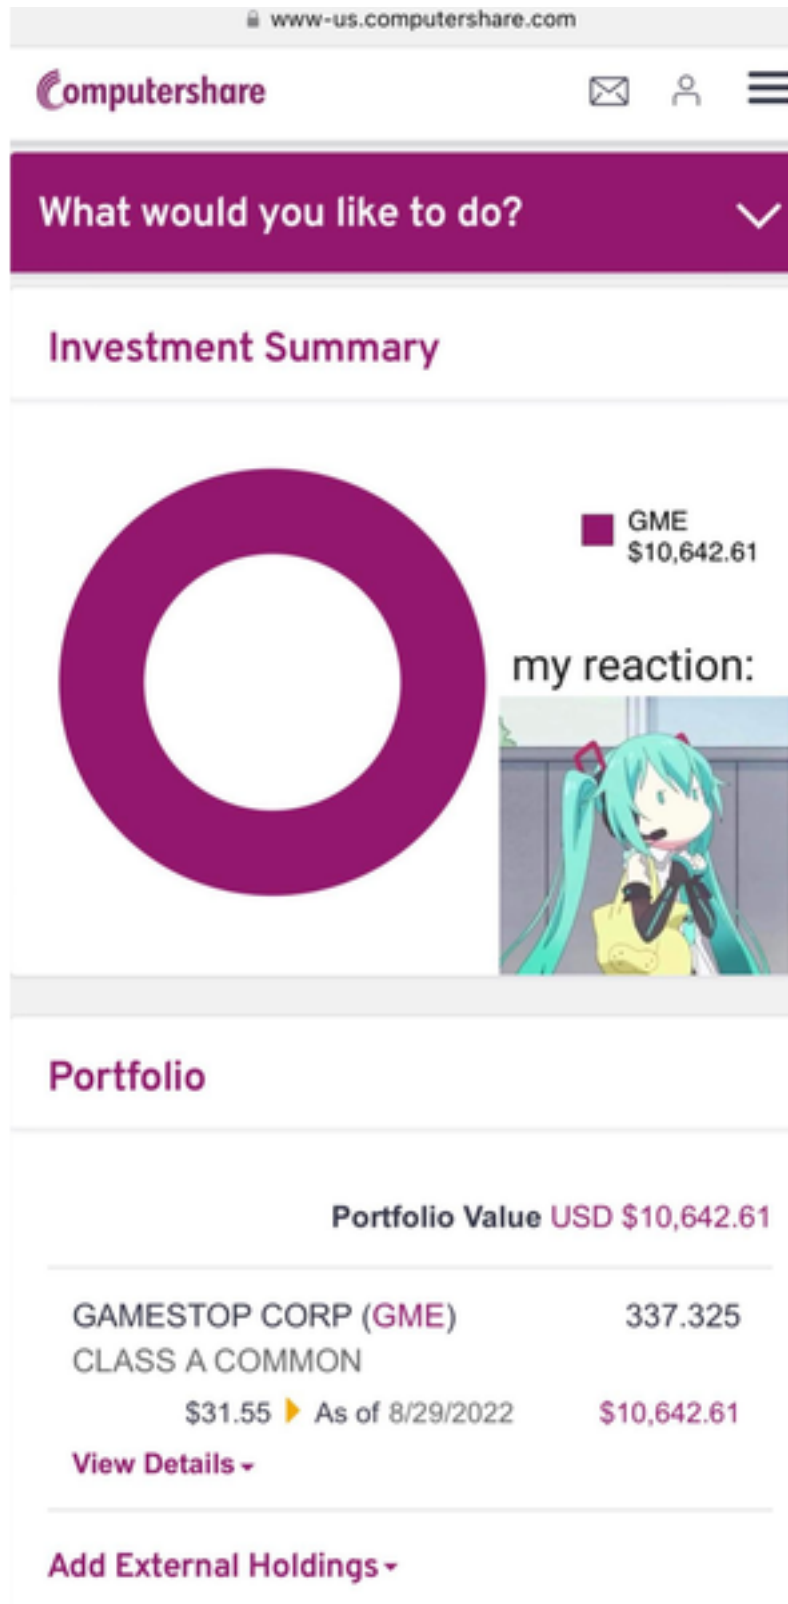 www-us.computershare.com
Computershare
What would you like to do?
Investment Summary
GME
$10,642.61
my reaction:
Portfolio
Portfolio Value USD $10,642.61
GAMESTOP CORP (GME) 337.325
CLASS A COMMON
$31.55 As of 8/29/2022 $10,642.61
View Details
Add External Holdings